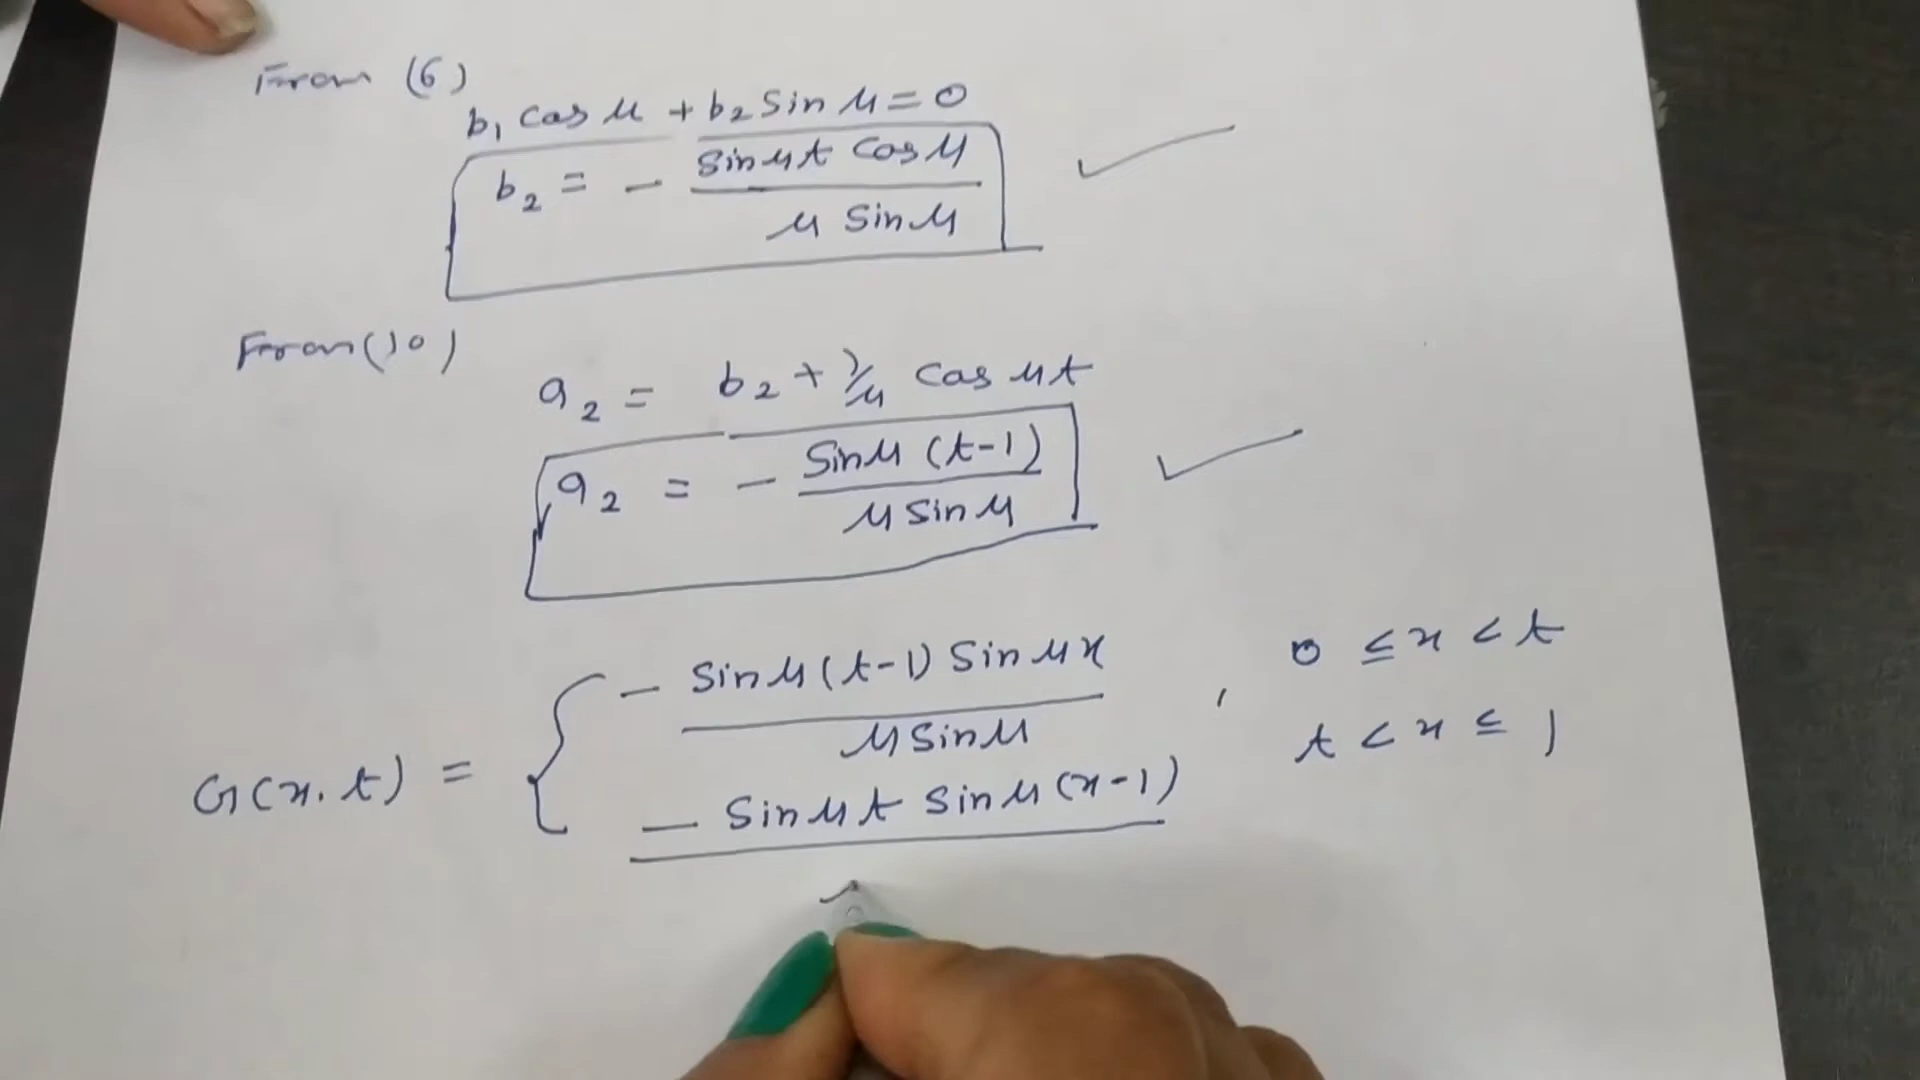 From (6)
b₁ cos μ + b₂ sin μ = 0
b₂ = − sin μt cos μ / μ sin μ
From (10)
a₂ = b₂ + 1/μ cos μt
a₂ = − sin μ (t-1) / μ sin μ
G(x, t) = { − sin μ (t-1) sin μx / μ sin μ , 0 ≤ x < t
− sin μt sin μ (x-1) t < x ≤ 1